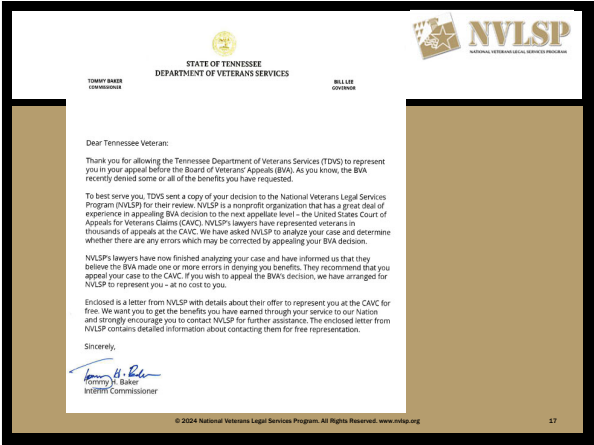 NVLSP
NATIONAL VETERANS LEGAL SERVICES PROGRAM
STATE OF TENNESSEE
DEPARTMENT OF VETERANS SERVICES
TOMMY BAKER
COMMISSIONER
BILL LEE
GOVERNOR
Dear Tennessee Veteran:
Thank you for allowing the Tennessee Department of Veterans Services (TDVS) to represent
you in your appeal before the Board of Veterans' Appeals (BVA). As you know, the BVA
recently denied some or all of the benefits you have requested.
To best serve you, TDVS sent a copy of your decision to the National Veterans Legal Services
Program (NVLSP) for their review. NVLSP is a nonprofit organization that has a great deal of
experience in appealing BVA decision to the next appellate level – the United States Court of
Appeals for Veterans Claims (CAVC). NVLSP's lawyers have represented veterans in
thousands of appeals at the CAVC. We have asked NVLSP to analyze your case and determine
whether there are any errors which may be corrected by appealing your BVA decision.
NVLSP's lawyers have now finished analyzing your case and have informed us that they
believe the BVA made one or more errors in denying you benefits. They recommend that you
appeal your case to the CAVC. If you wish to appeal the BVA's decision, we have arranged for
NVLSP to represent you – at no cost to you.
Enclosed is a letter from NVLSP with details about their offer to represent you at the CAVC for
free. We want you to get the benefits you have earned through your service to our Nation
and strongly encourage you to contact NVLSP for further assistance. The enclosed letter from
NVLSP contains detailed information about contacting them for free representation.
Sincerely,
Tommy H. Baker
Tommy H. Baker
Interim Commissioner
© 2024 National Veterans Legal Services Program. All Rights Reserved. www.nvlsp.org
17